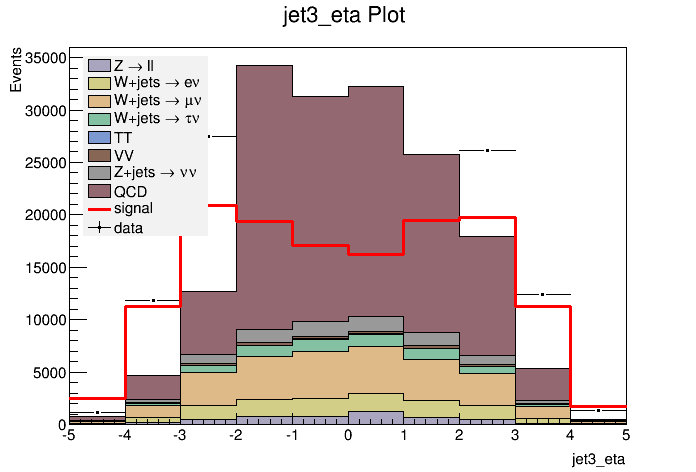 jet3_eta Plot
Events
35000
30000
25000
20000
15000
10000
5000
0
Z → ll
W+jets → eν
W+jets → μν
W+jets → τν
TT
VV
Z+jets → νν
QCD
signal
data
-5 -4 -3 -2 -1 0 1 2 3 4 5
jet3_eta